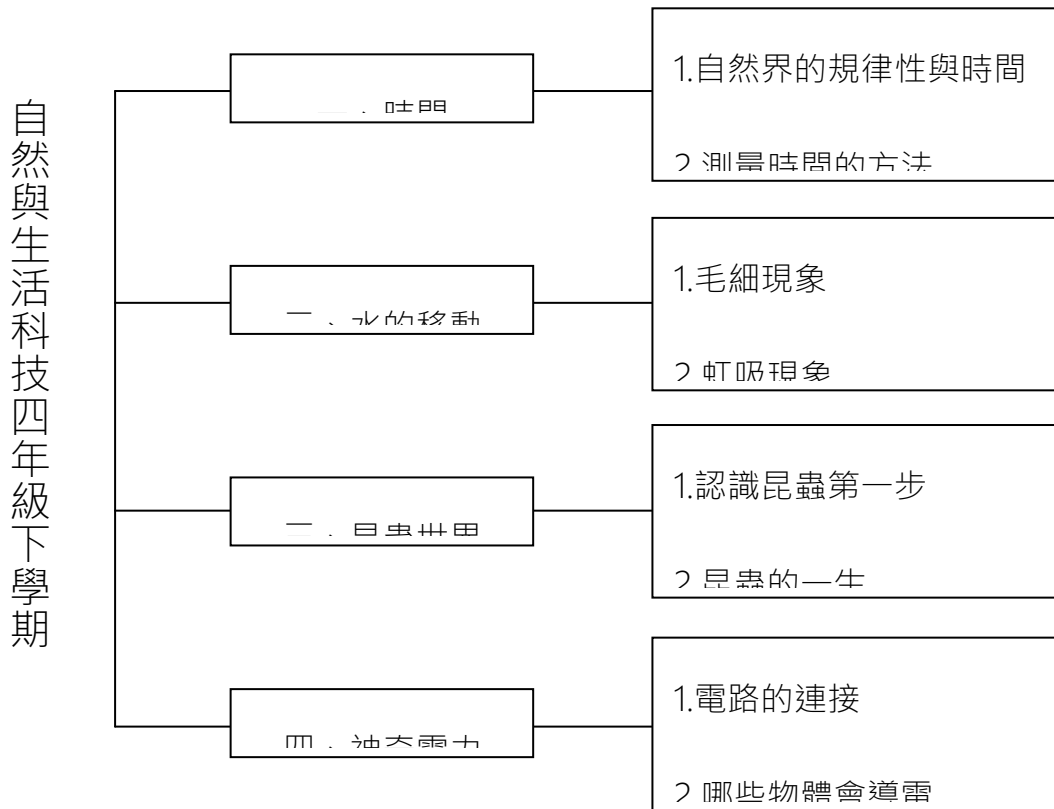 自然與生活科技四年級下學期
一、時間
1.自然界的規律性與時間
2.測量時間的方法
二、水的移動
1.毛細現象
2.虹吸現象
三、昆蟲世界
1.認識昆蟲第一步
2.昆蟲的一生
四、神奇電力
1.電路的連接
2.哪些物體會導電